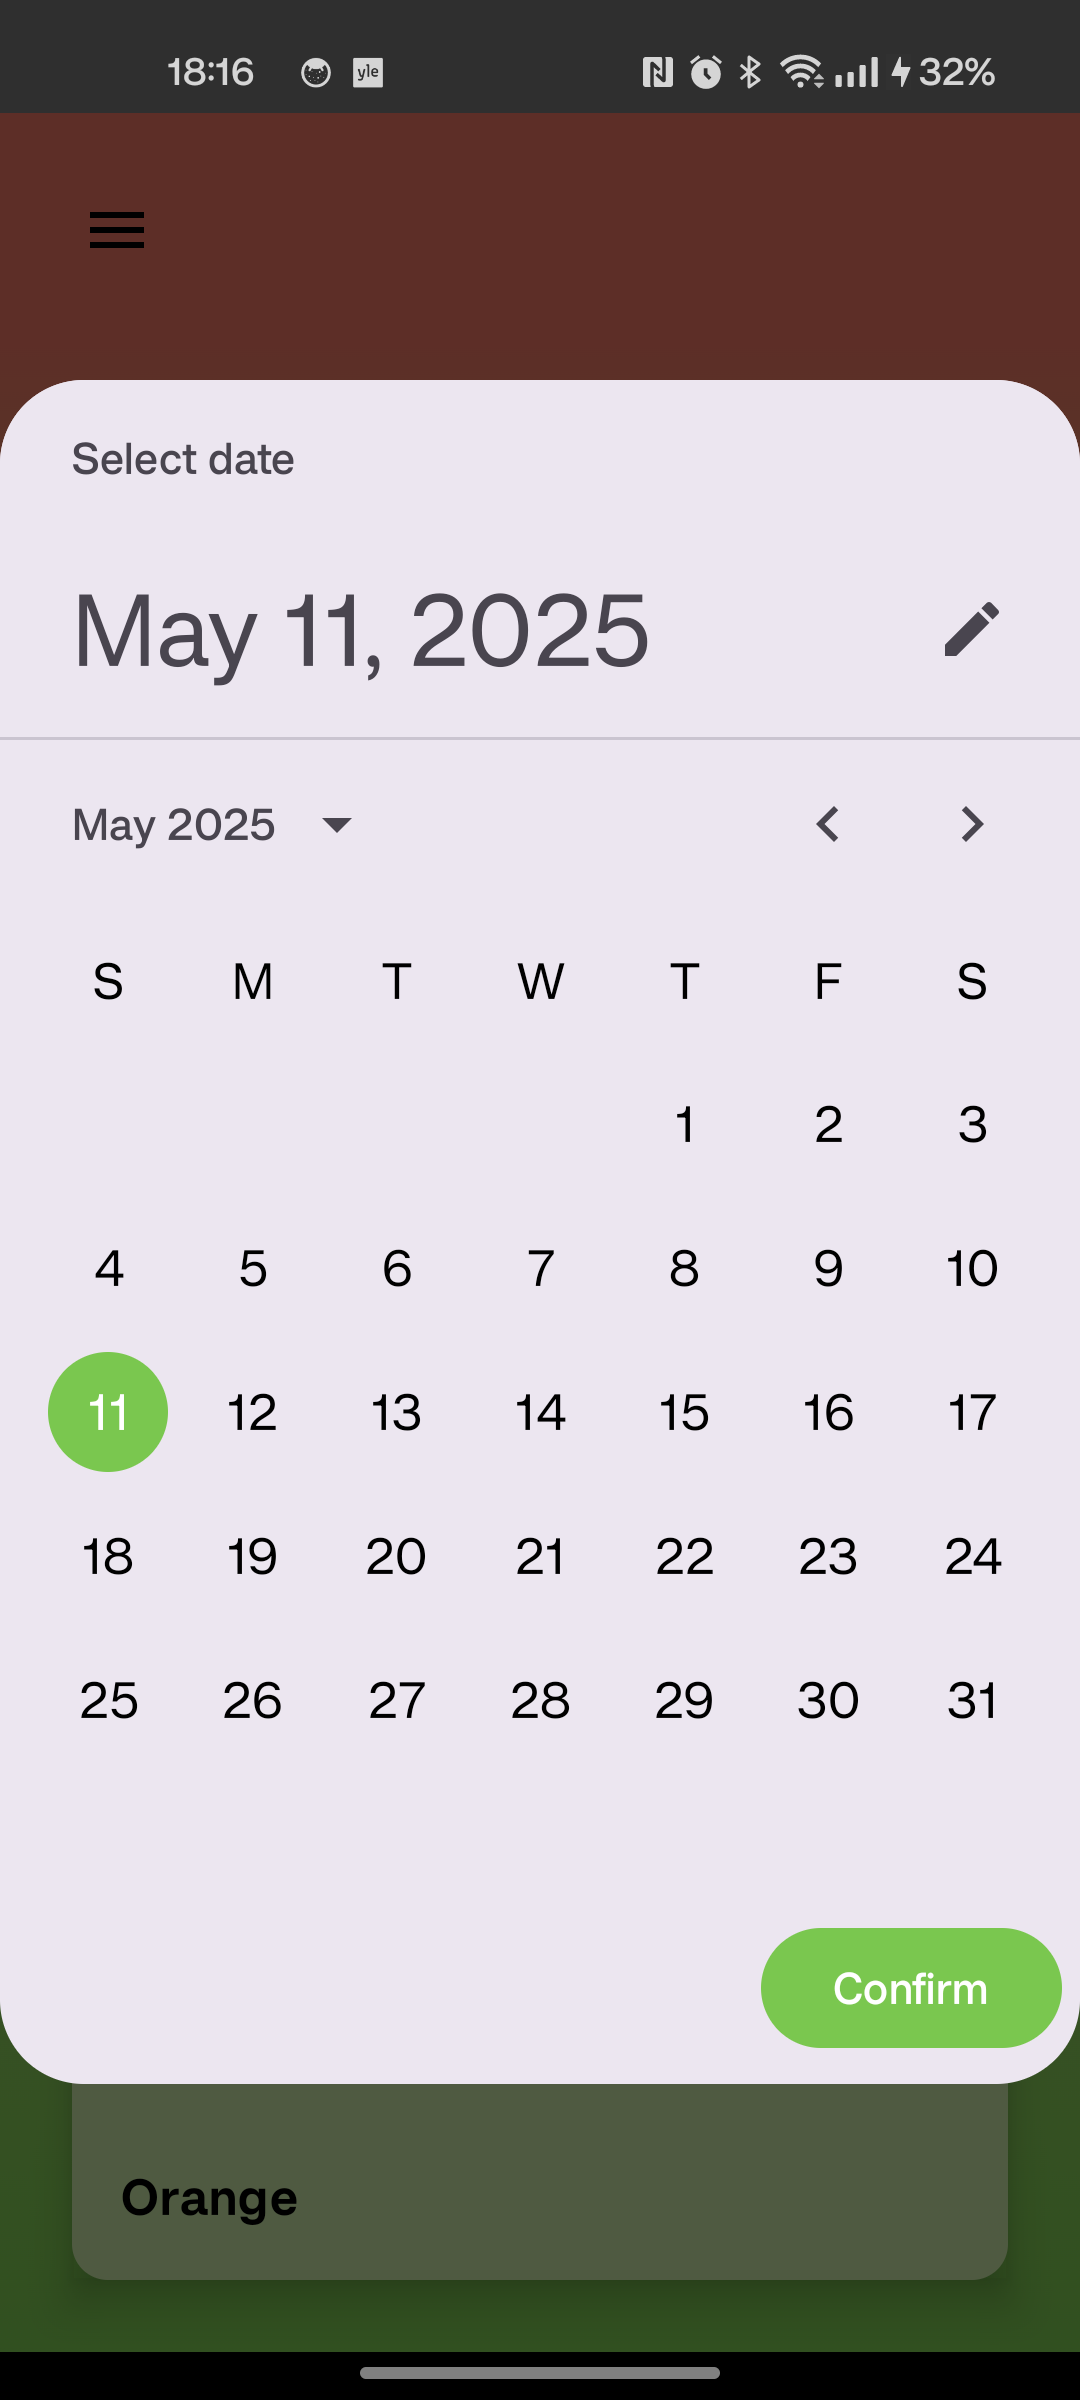 18:16 yle 32%
Select date
May 11, 2025
May 2025
S M T W T F S
1 2 3
4 5 6 7 8 9 10
11 12 13 14 15 16 17
18 19 20 21 22 23 24
25 26 27 28 29 30 31
Confirm
Orange